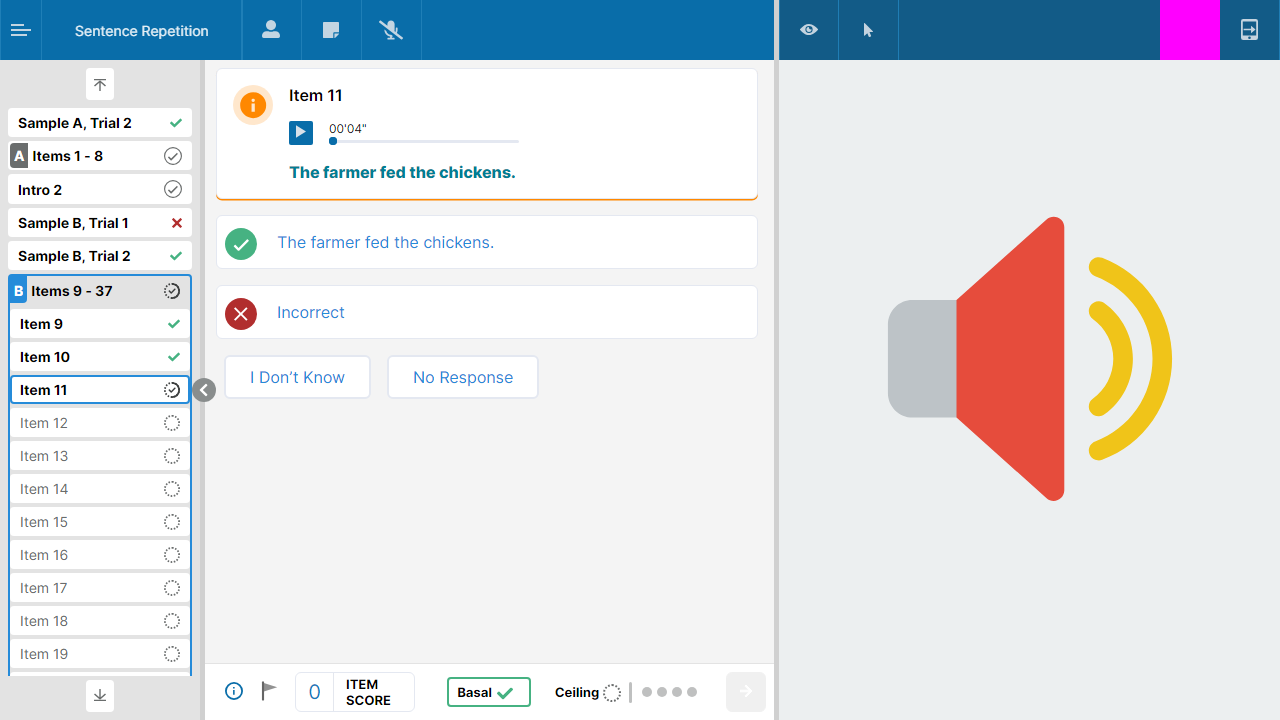 Sentence Repetition
Sample A, Trial 2
A Items 1 - 8
Intro 2
Sample B, Trial 1
Sample B, Trial 2
B Items 9 - 37
Item 9
Item 10
Item 11
Item 12
Item 13
Item 14
Item 15
Item 16
Item 17
Item 18
Item 19
Item 11
00'04"
The farmer fed the chickens.
The farmer fed the chickens.
Incorrect
I Don’t Know
No Response
0
ITEM
SCORE
Basal
Ceiling